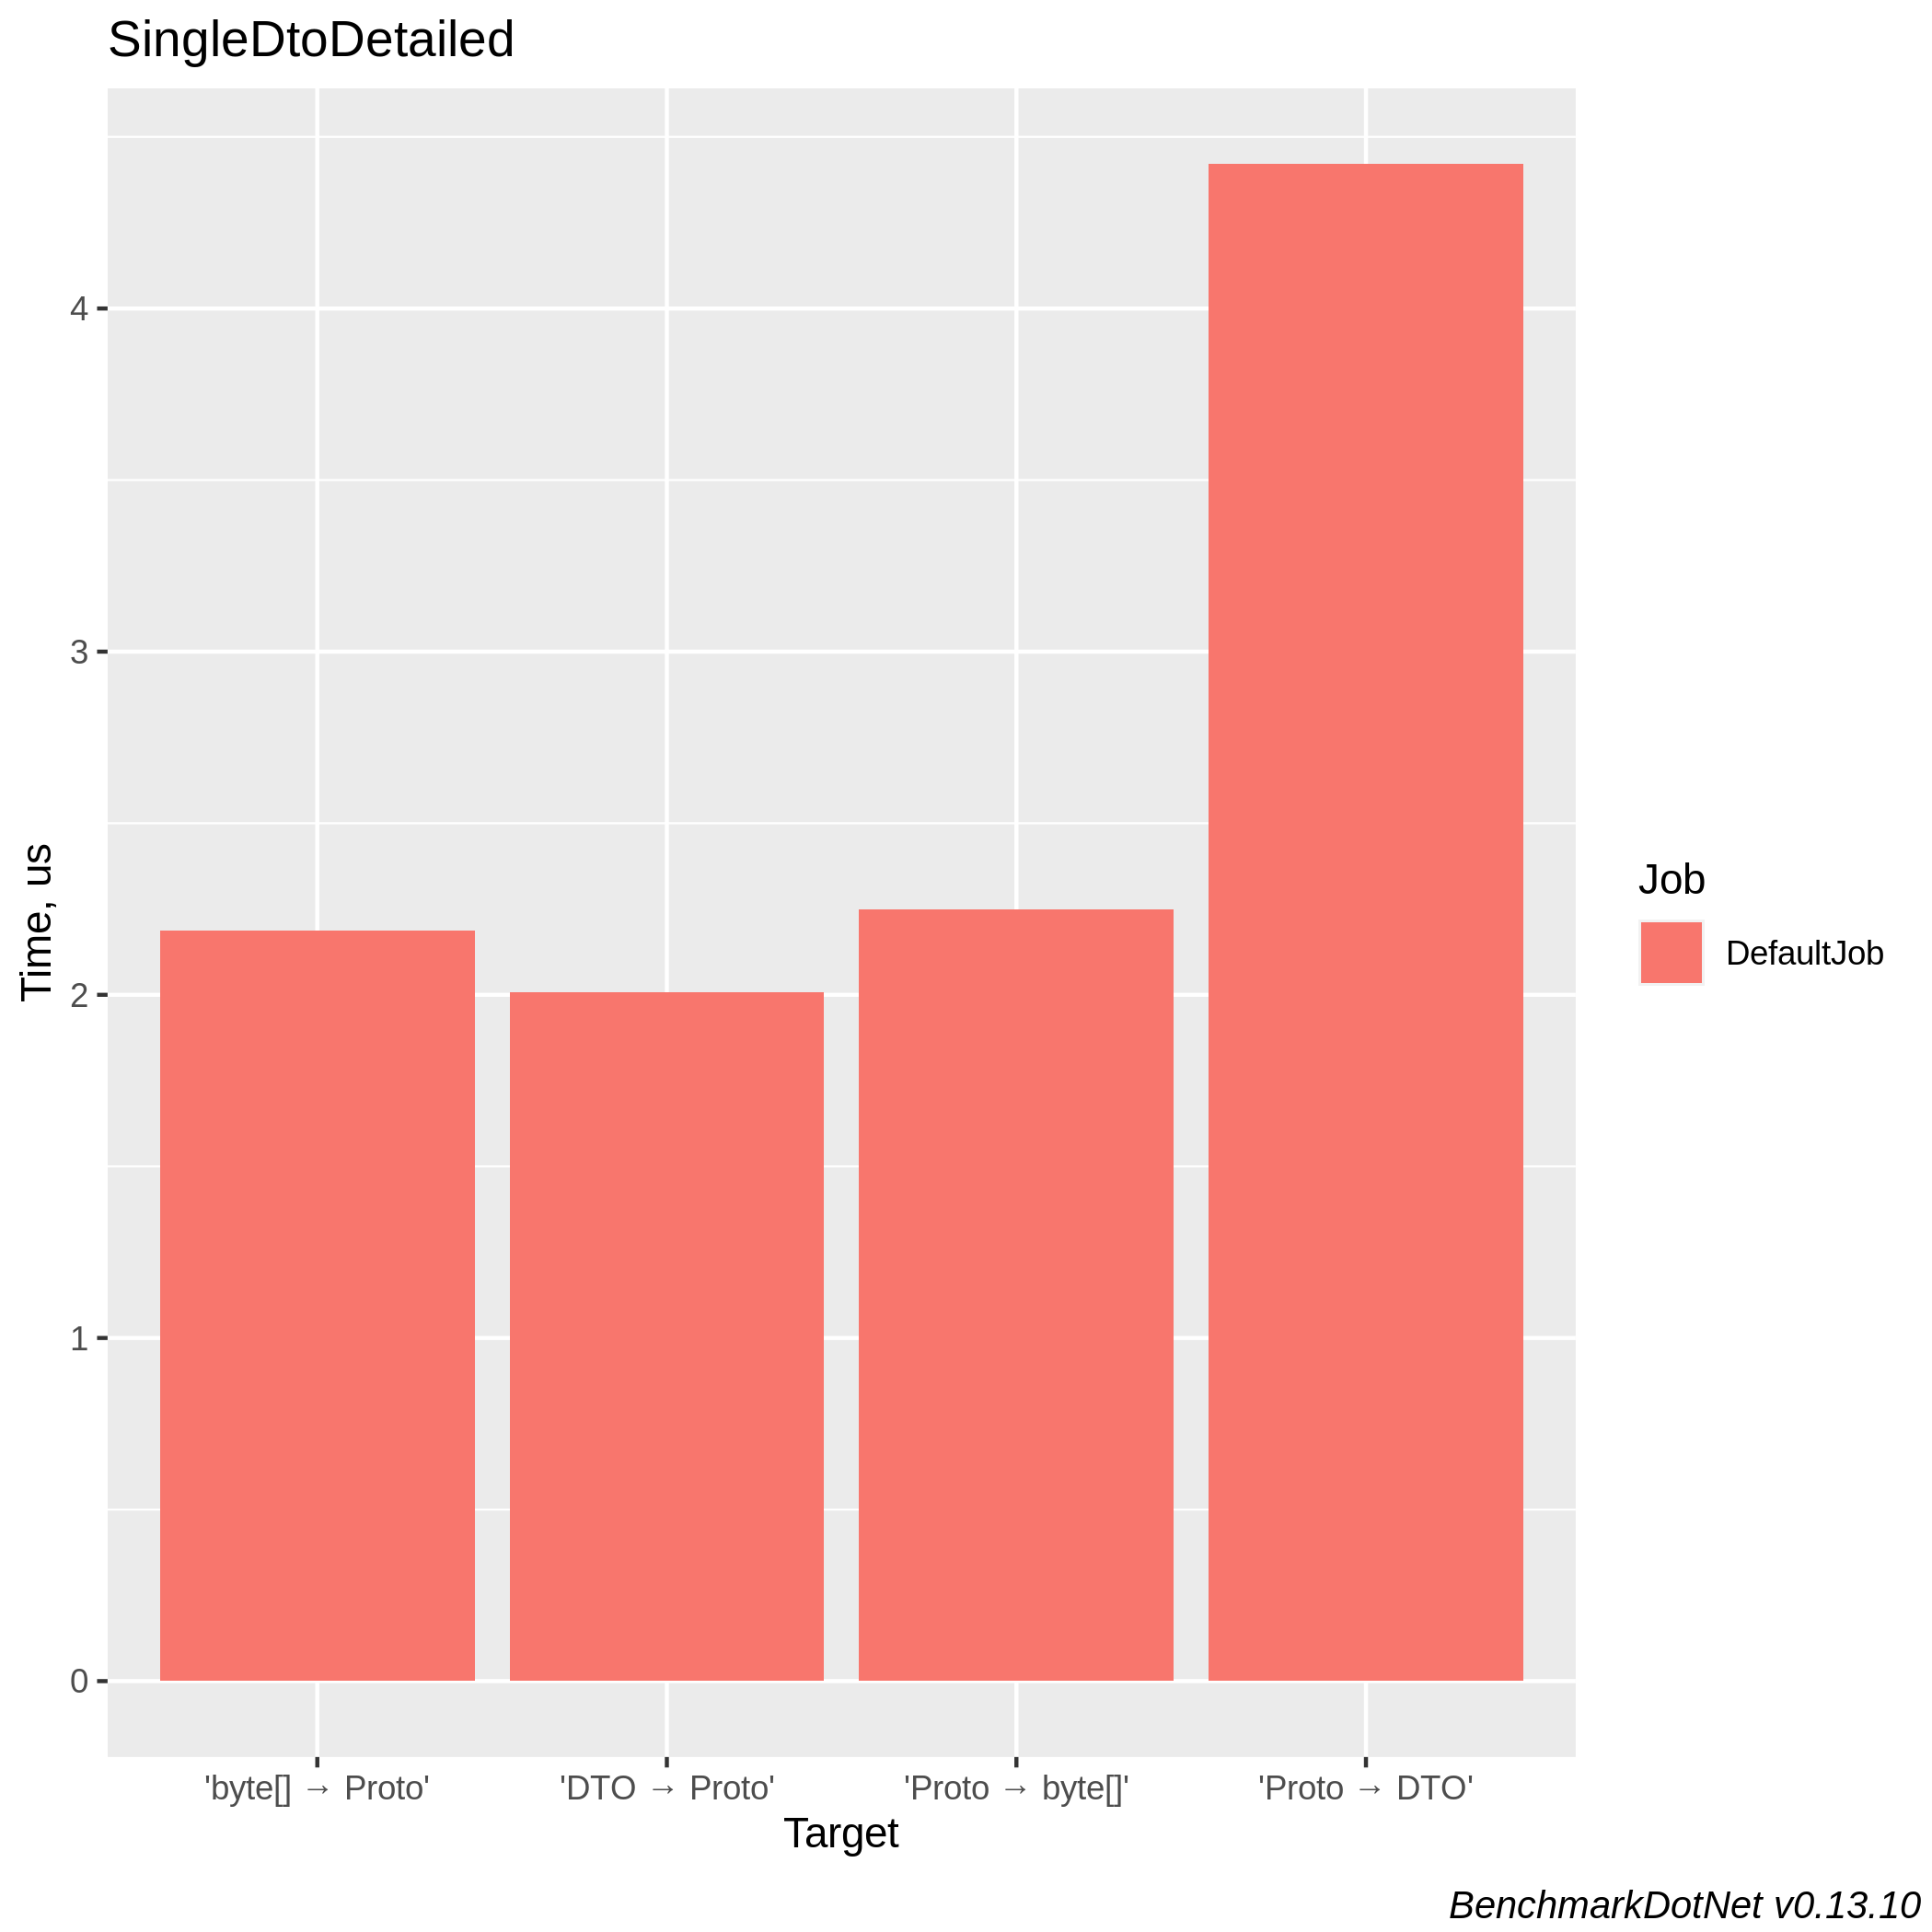 SingleDtoDetailed
Time, us
4
3
2
1
0
'byte[] → Proto'
'DTO → Proto'
'Proto → byte[]'
'Proto → DTO'
Target
Job
DefaultJob
BenchmarkDotNet v0.13.10